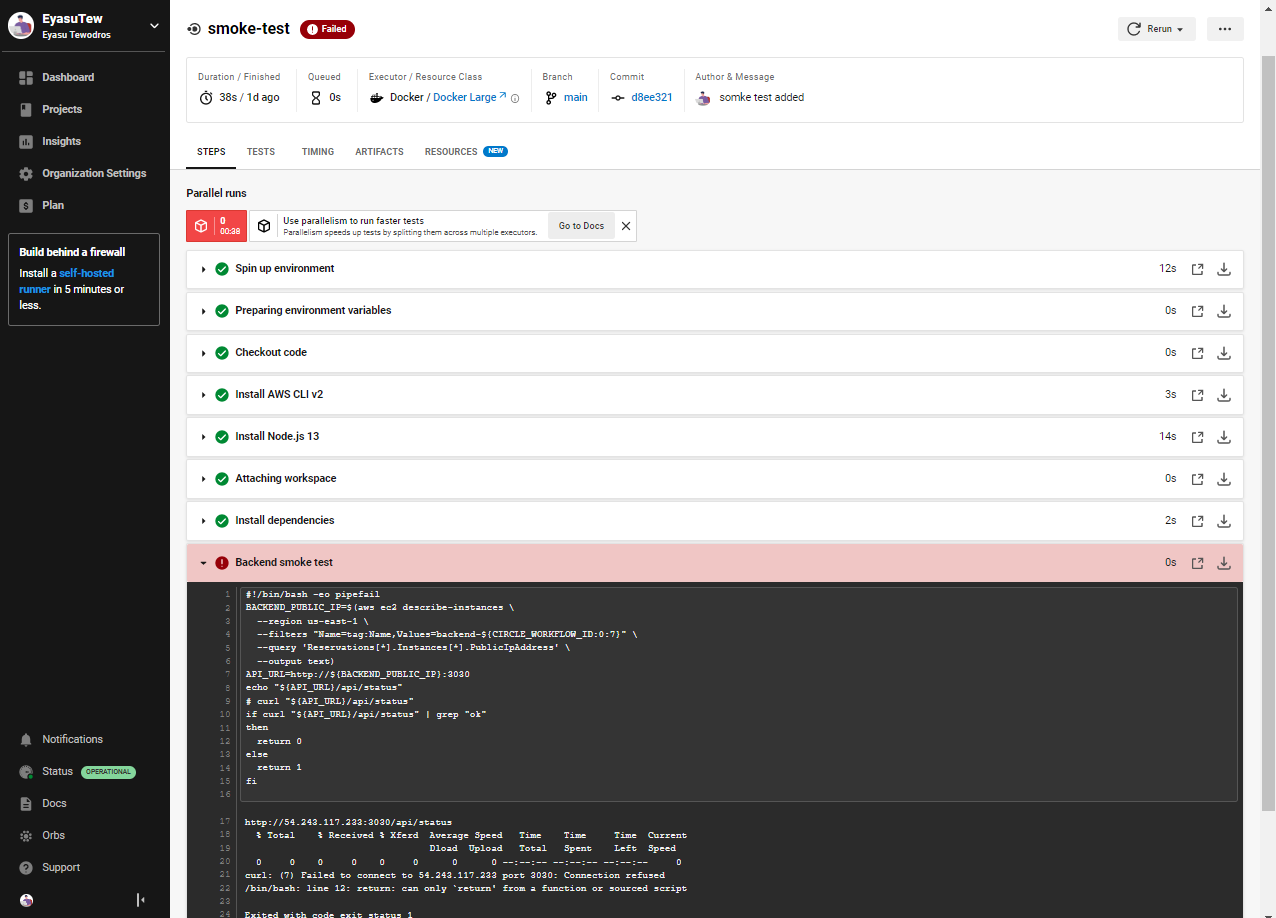 EyasuTew
Eyasu Tewodros
Dashboard
Projects
Insights
Organization Settings
Plan
Build behind a firewall
Install a self-hosted
runner in 5 minutes or
less.
Notifications
Status OPERATIONAL
Docs
Orbs
Support
smoke-test Failed
Rerun
Duration / Finished
38s / 1d ago
Queued
0s
Executor / Resource Class
Docker / Docker Large
Branch
main
Commit
d8ee321
Author & Message
somke test added
STEPS TESTS TIMING ARTIFACTS RESOURCES NEW
Parallel runs
0
00:38
Use parallelism to run faster tests
Parallelism speeds up tests by splitting them across multiple executors.
Go to Docs
Spin up environment 12s
Preparing environment variables 0s
Checkout code 0s
Install AWS CLI v2 3s
Install Node.js 13 14s
Attaching workspace 0s
Install dependencies 2s
Backend smoke test 0s
1 #!/bin/bash -eo pipefail
2 BACKEND_PUBLIC_IP=$(aws ec2 describe-instances \
3 --region us-east-1 \
4 --filters "Name=tag:Name,Values=backend-${CIRCLE_WORKFLOW_ID:0:7}" \
5 --query 'Reservations[*].Instances[*].PublicIpAddress' \
6 --output text)
7 API_URL=http://${BACKEND_PUBLIC_IP}:3030
8 echo "${API_URL}/api/status"
9 # curl "${API_URL}/api/status"
10 if curl "${API_URL}/api/status" | grep "ok"
11 then
12 return 0
13 else
14 return 1
15 fi
16
17 http://54.243.117.233:3030/api/status
18 % Total % Received % Xferd Average Speed Time Time Time Current
19 Dload Upload Total Spent Left Speed
20 0 0 0 0 0 0 0 0 --:--:-- --:--:-- --:--:-- 0
21 curl: (7) Failed to connect to 54.243.117.233 port 3030: Connection refused
22 /bin/bash: line 12: return: can only `return' from a function or sourced script
23
24 Exited with code exit status 1